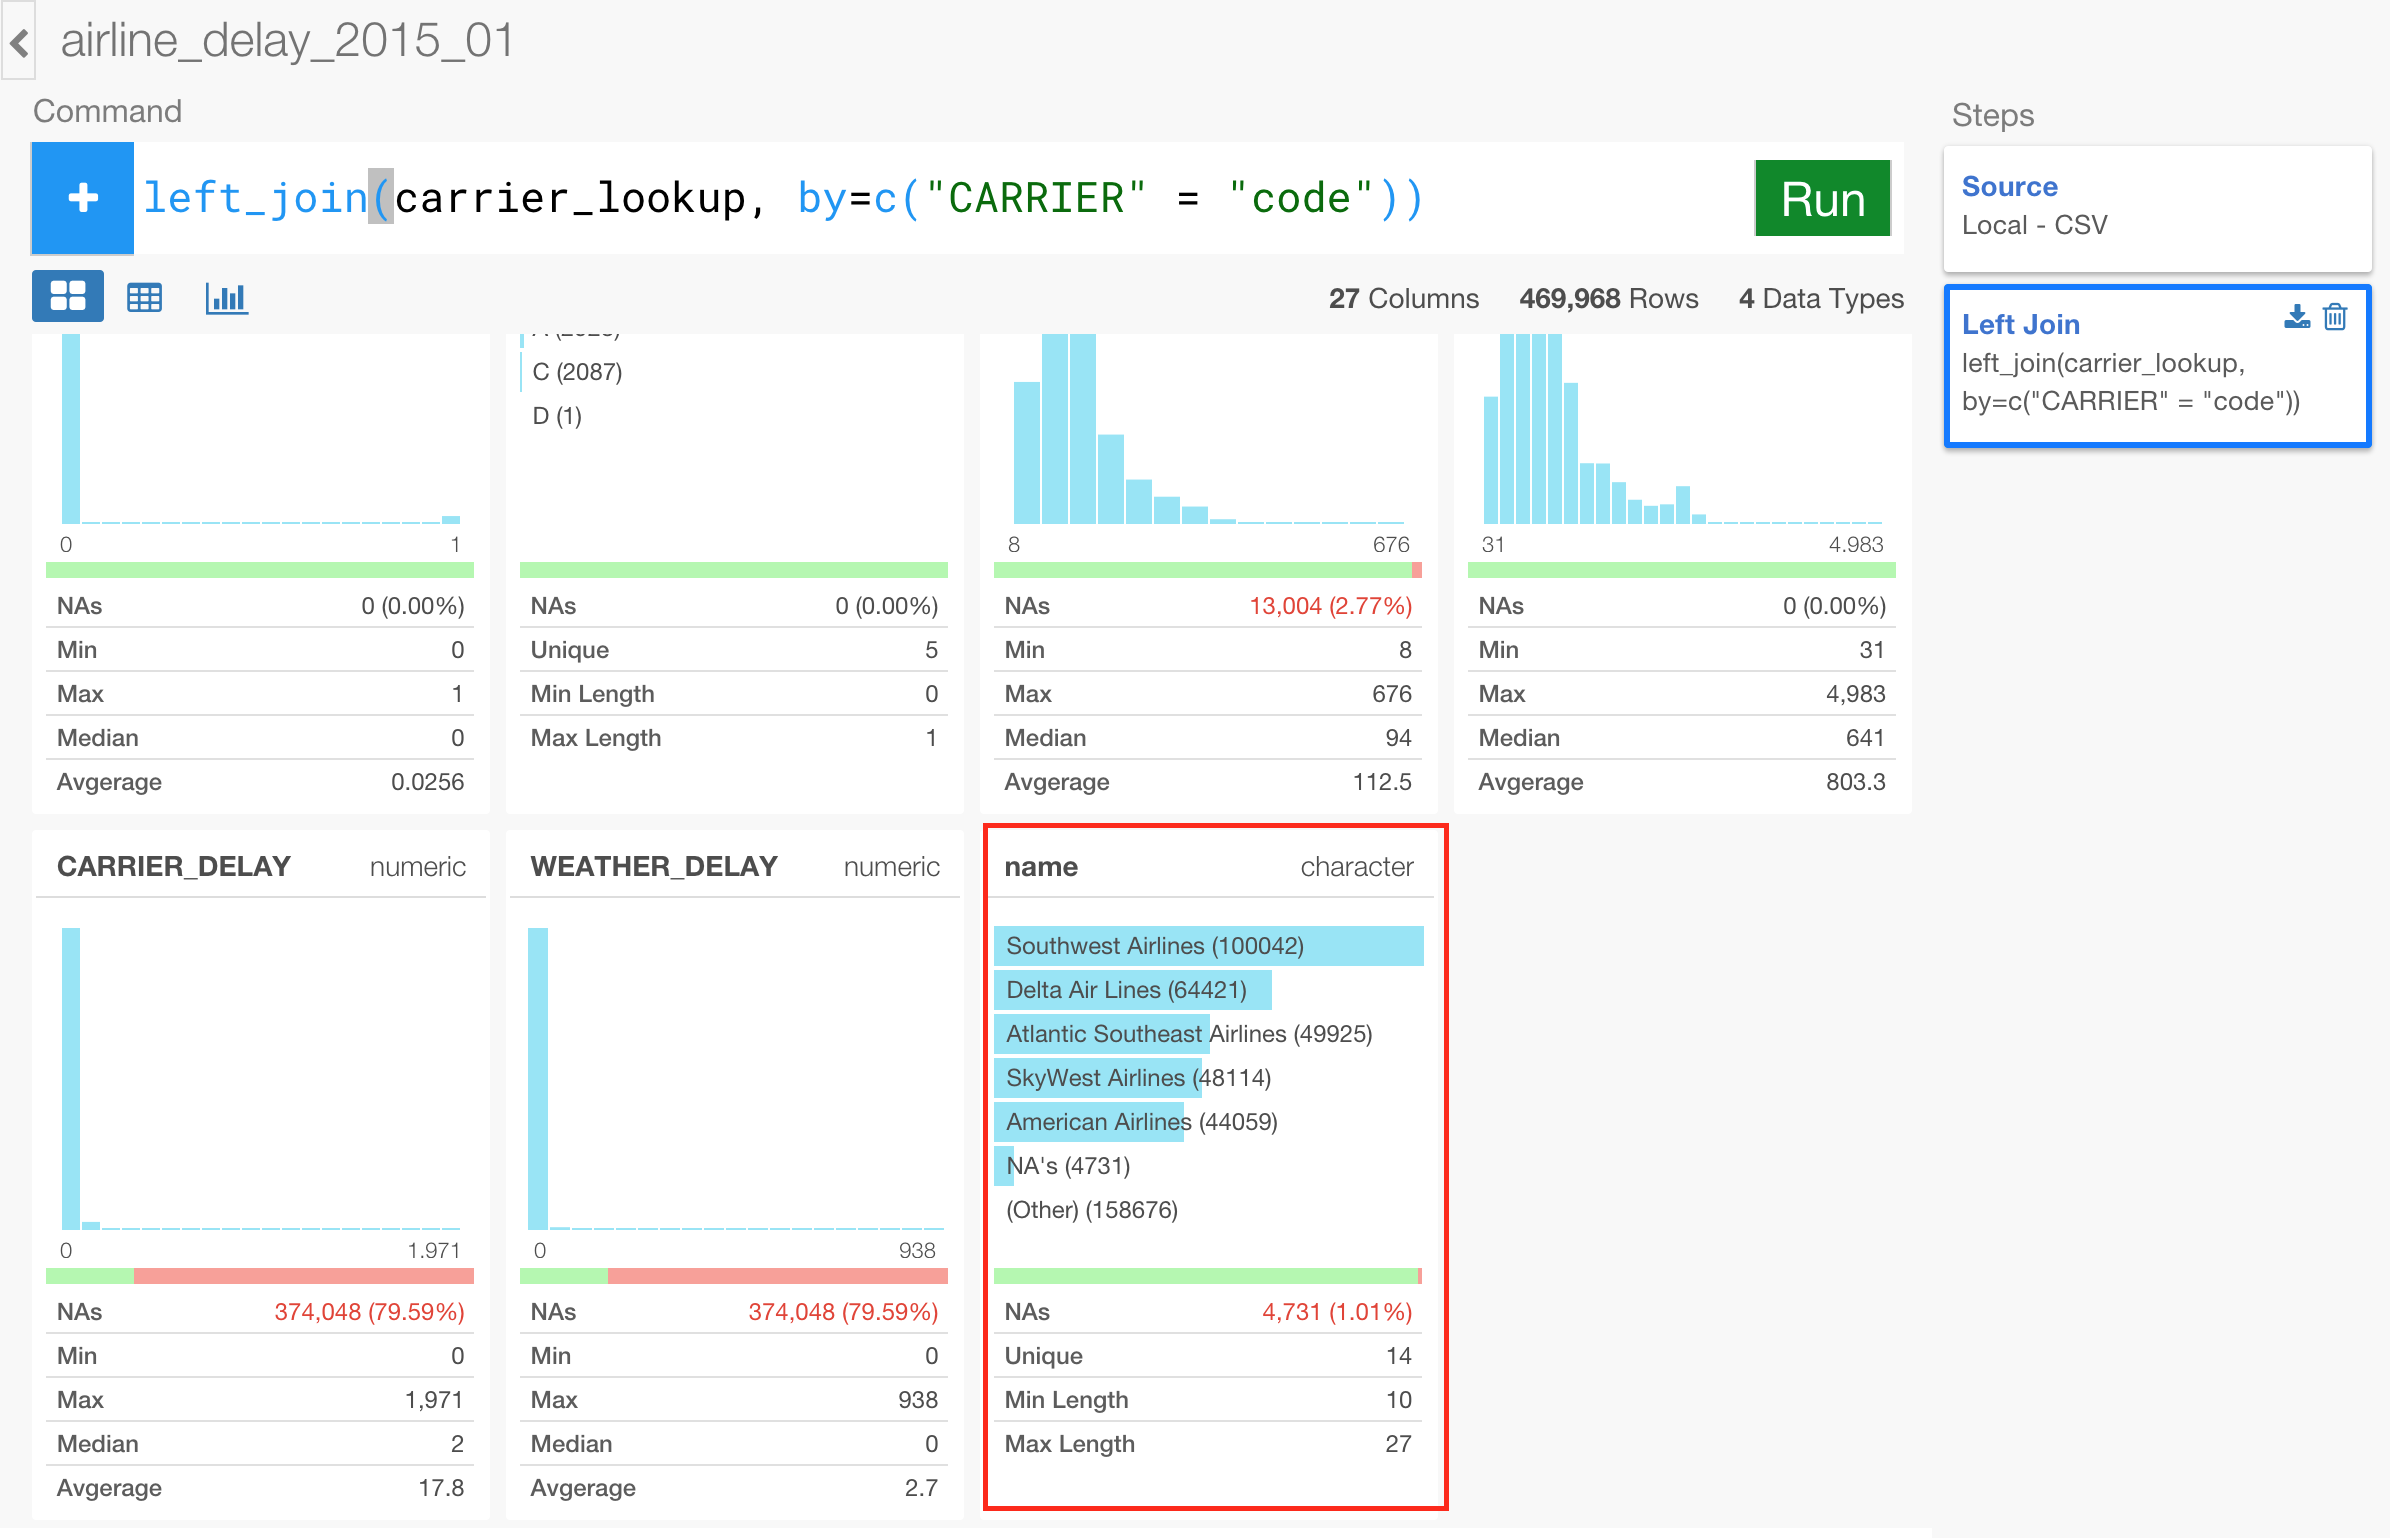 airline_delay_2015_01
Command
Steps
left_join(carrier_lookup, by=c("CARRIER" = "code"))
Run
Source
Local - CSV
27 Columns 469,968 Rows 4 Data Types
Left Join
left_join(carrier_lookup,
by=c("CARRIER" = "code"))
C (2087)
D (1)
0 1
NAs 0 (0.00%)
Min 0
Max 1
Median 0
Avgerage 0.0256
NAs 0 (0.00%)
Unique 5
Min Length 0
Max Length 1
8 676
NAs 13,004 (2.77%)
Min 8
Max 676
Median 94
Avgerage 112.5
31 4.983
NAs 0 (0.00%)
Min 31
Max 4,983
Median 641
Avgerage 803.3
CARRIER_DELAY numeric
0 1.971
NAs 374,048 (79.59%)
Min 0
Max 1,971
Median 2
Avgerage 17.8
WEATHER_DELAY numeric
0 938
NAs 374,048 (79.59%)
Min 0
Max 938
Median 0
Avgerage 2.7
name character
Southwest Airlines (100042)
Delta Air Lines (64421)
Atlantic Southeast Airlines (49925)
SkyWest Airlines (48114)
American Airlines (44059)
NA's (4731)
(Other) (158676)
NAs 4,731 (1.01%)
Unique 14
Min Length 10
Max Length 27